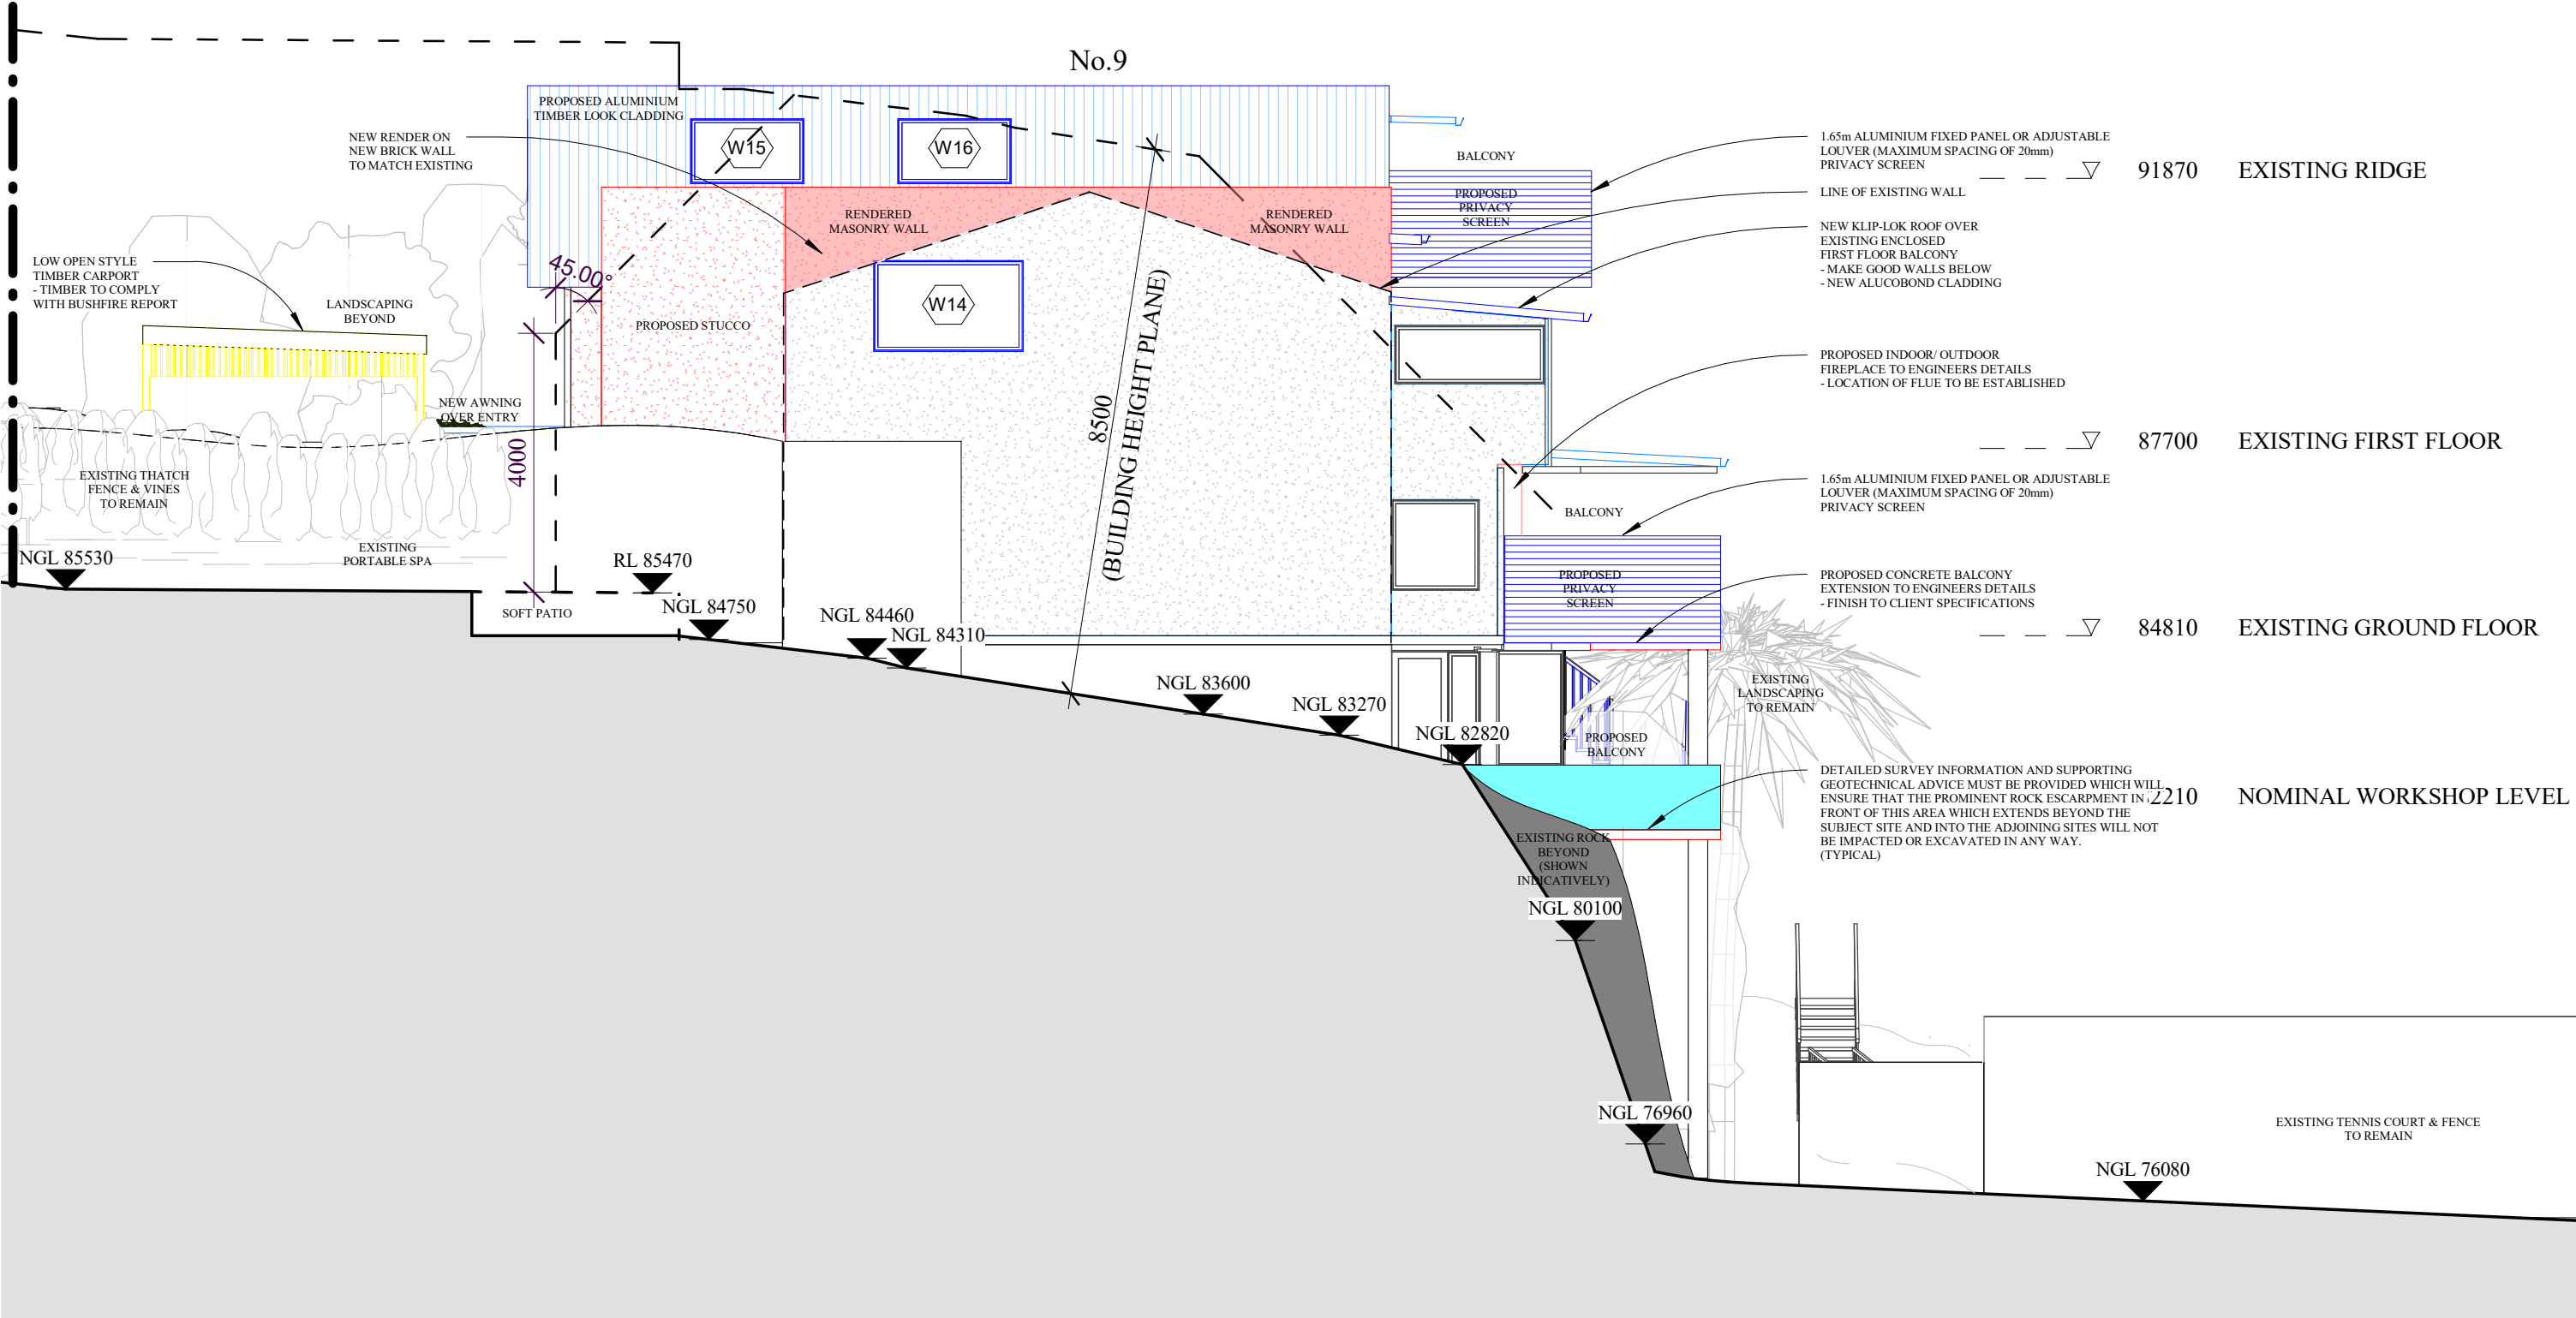 No.9
PROPOSED ALUMINIUM
TIMBER LOOK CLADDING
NEW RENDER ON
NEW BRICK WALL
TO MATCH EXISTING
W15
W16
BALCONY
PROPOSED
PRIVACY
SCREEN
1.65m ALUMINIUM FIXED PANEL OR ADJUSTABLE
LOUVER (MAXIMUM SPACING OF 20mm)
PRIVACY SCREEN
91870 EXISTING RIDGE
LINE OF EXISTING WALL
RENDERED
MASONRY WALL
RENDERED
MASONRY WALL
NEW KLIP-LOK ROOF OVER
EXISTING ENCLOSED
FIRST FLOOR BALCONY
- MAKE GOOD WALLS BELOW
- NEW ALUCOBOND CLADDING
LOW OPEN STYLE
TIMBER CARPORT
- TIMBER TO COMPLY
WITH BUSHFIRE REPORT
LANDSCAPING
BEYOND
45.00°
W14
PROPOSED STUCCO
8500
(BUILDING HEIGHT PLANE)
PROPOSED INDOOR/ OUTDOOR
FIREPLACE TO ENGINEERS DETAILS
- LOCATION OF FLUE TO BE ESTABLISHED
NEW AWNING
OVER ENTRY
4000
87700 EXISTING FIRST FLOOR
EXISTING THATCH
FENCE & VINES
TO REMAIN
1.65m ALUMINIUM FIXED PANEL OR ADJUSTABLE
LOUVER (MAXIMUM SPACING OF 20mm)
PRIVACY SCREEN
BALCONY
EXISTING
PORTABLE SPA
NGL 85530
RL 85470
PROPOSED
PRIVACY
SCREEN
PROPOSED CONCRETE BALCONY
EXTENSION TO ENGINEERS DETAILS
- FINISH TO CLIENT SPECIFICATIONS
SOFT PATIO
NGL 84750
NGL 84460
NGL 84310
84810 EXISTING GROUND FLOOR
NGL 83600
NGL 83270
NGL 82820
EXISTING
LANDSCAPING
TO REMAIN
PROPOSED
BALCONY
DETAILED SURVEY INFORMATION AND SUPPORTING
GEOTECHNICAL ADVICE MUST BE PROVIDED WHICH WILL
ENSURE THAT THE PROMINENT ROCK ESCARPMENT IN
FRONT OF THIS AREA WHICH EXTENDS BEYOND THE
SUBJECT SITE AND INTO THE ADJOINING SITES WILL NOT
BE IMPACTED OR EXCAVATED IN ANY WAY.
(TYPICAL)
2210 NOMINAL WORKSHOP LEVEL
EXISTING ROCK
BEYOND
(SHOWN
INDICATIVELY)
NGL 80100
NGL 76960
EXISTING TENNIS COURT & FENCE
TO REMAIN
NGL 76080